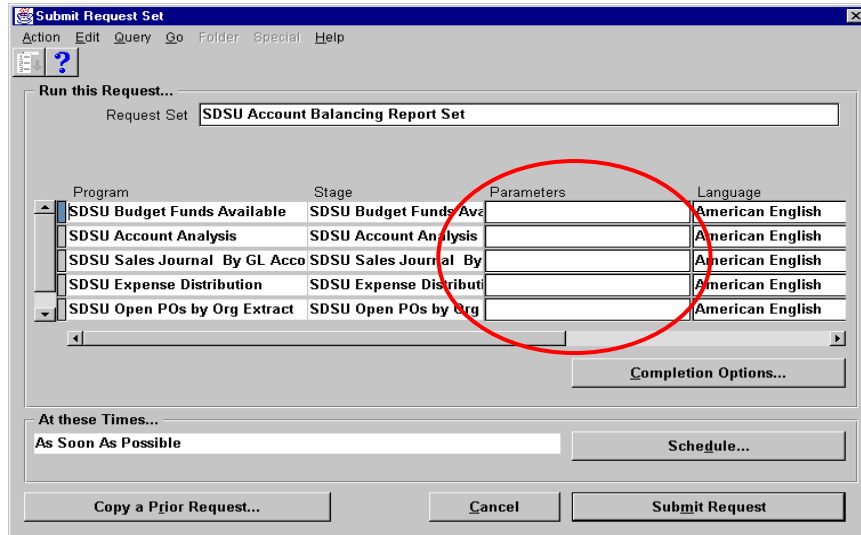 Submit Request Set
Action Edit Query Go Folder Special Help
?
Run this Request...
Request Set SDSU Account Balancing Report Set
Program Stage Parameters Language
SDSU Budget Funds Available SDSU Budget Funds Ava American English
SDSU Account Analysis SDSU Account Analysis American English
SDSU Sales Journal By GL Acco SDSU Sales Journal By American English
SDSU Expense Distribution SDSU Expense Distributi American English
SDSU Open POs by Org Extract SDSU Open POs by Org American English
Completion Options...
At these Times...
As Soon As Possible Schedule...
Copy a Prior Request... Cancel Submit Request